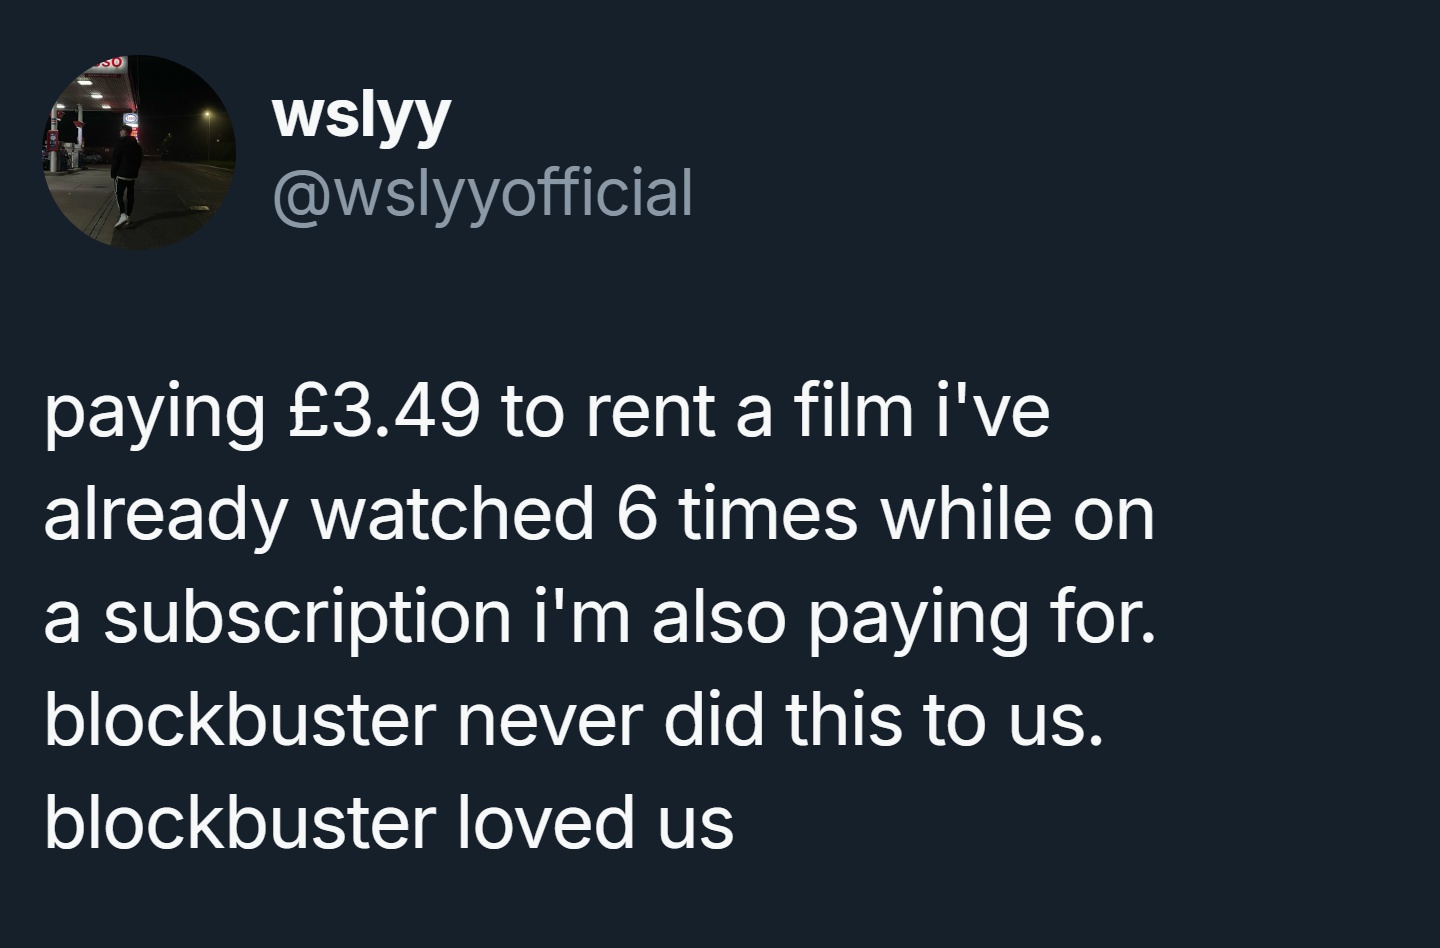 wslyy
@wslyyofficial
paying £3.49 to rent a film i've
already watched 6 times while on
a subscription i'm also paying for.
blockbuster never did this to us.
blockbuster loved us